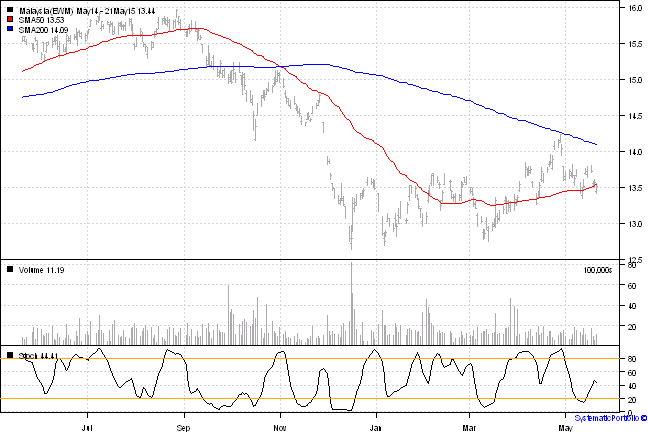 Malaysia (EWM) May14 - 21May15 13.44
SMA50 13.53
SMA200 14.09
16.0
15.5
15.0
14.5
14.0
13.5
13.0
12.5
Volume 11.19
100,000s
80
60
40
20
Stoch 44.41
80
60
40
20
0
Jul
Sep
Nov
Jan
Mar
May
SystematicPortfolio ©